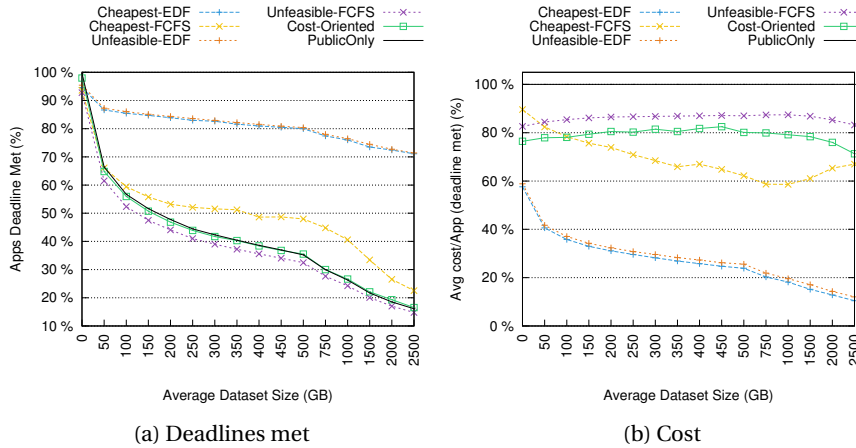 Cheapest-EDF
Cheapest-FCFS
Unfeasible-EDF
Unfeasible-FCFS
Cost-Oriented
PublicOnly
100 %
90 %
80 %
70 %
60 %
50 %
40 %
30 %
20 %
10 %
Apps Deadline Met (%)
0
50
100
150
200
250
300
350
400
450
500
750
1000
1500
2000
2500
Average Dataset Size (GB)
(a) Deadlines met
Cheapest-EDF
Cheapest-FCFS
Unfeasible-EDF
Unfeasible-FCFS
Cost-Oriented
PublicOnly
100 %
80 %
60 %
40 %
20 %
0 %
Avg cost/App (deadline met) (%)
0
50
100
150
200
250
300
350
400
450
500
750
1000
1500
2000
2500
Average Dataset Size (GB)
(b) Cost